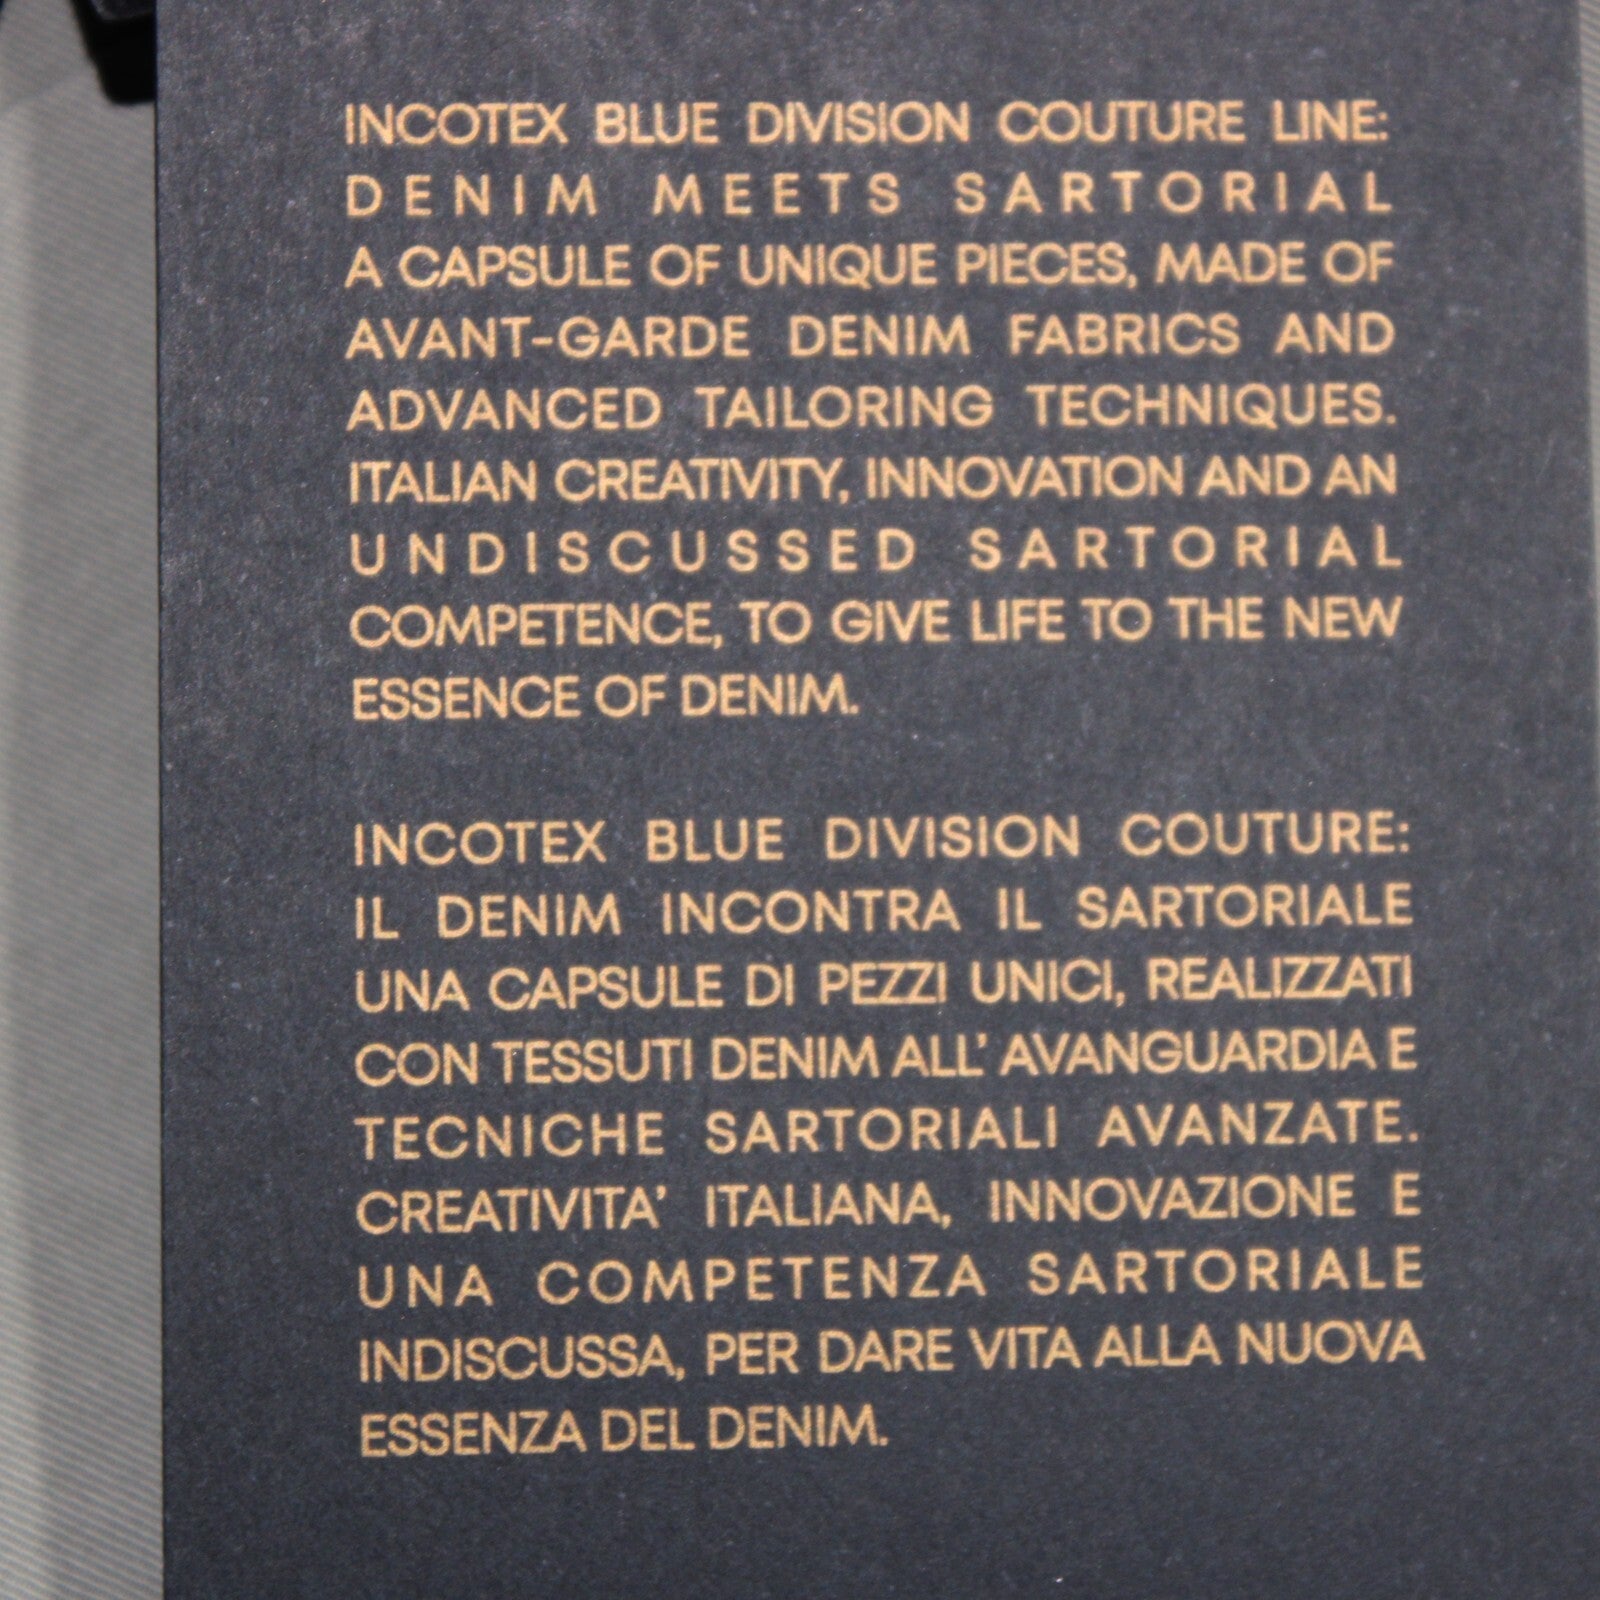 INCOTEX BLUE DIVISION COUTURE LINE:
DENIM MEETS SARTORIAL
A CAPSULE OF UNIQUE PIECES, MADE OF
AVANT-GARDE DENIM FABRICS AND
ADVANCED TAILORING TECHNIQUES.
ITALIAN CREATIVITY, INNOVATION AND AN
UNDISCUSSED SARTORIAL
COMPETENCE, TO GIVE LIFE TO THE NEW
ESSENCE OF DENIM.
INCOTEX BLUE DIVISION COUTURE:
IL DENIM INCONTRA IL SARTORIALE
UNA CAPSULE DI PEZZI UNICI, REALIZZATI
CON TESSUTI DENIM ALL' AVANGUARDIA E
TECNICHE SARTORIALI AVANZATE.
CREATIVITA' ITALIANA, INNOVAZIONE E
UNA COMPETENZA SARTORIALE
INDISCUSSA, PER DARE VITA ALLA NUOVA
ESSENZA DEL DENIM.